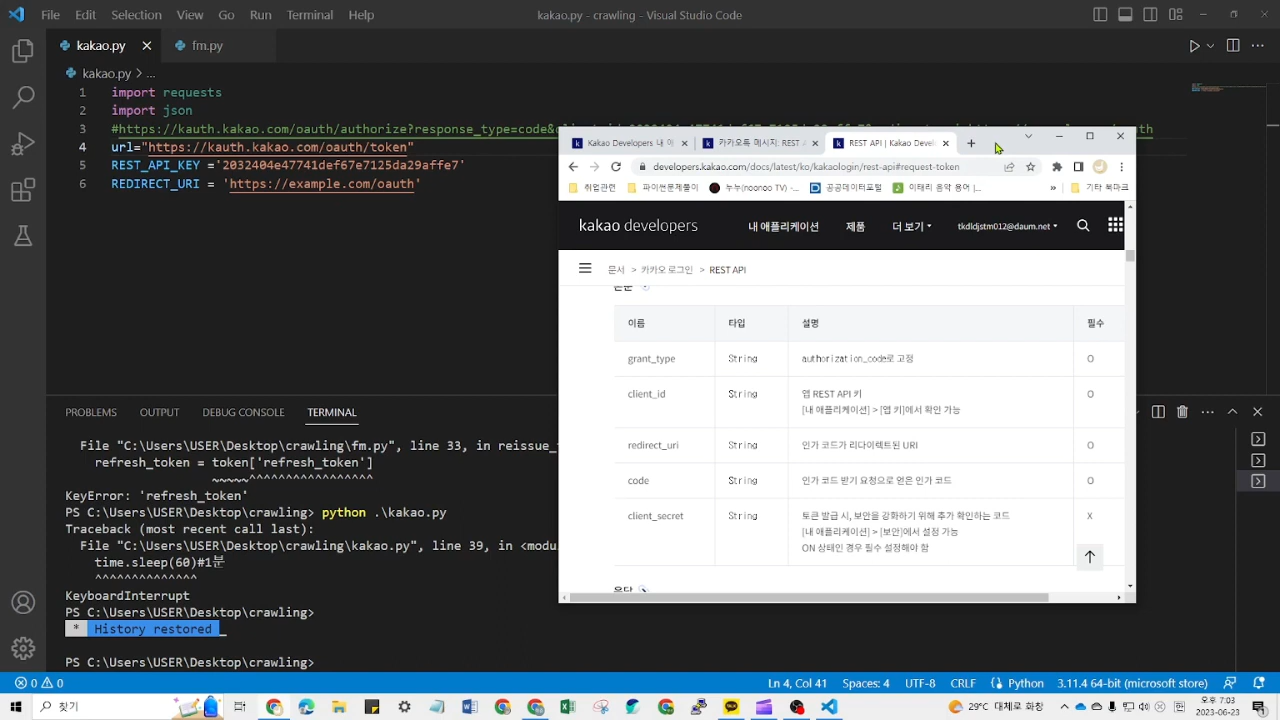 File Edit Selection View Go Run Terminal Help
kakao.py - crawling - Visual Studio Code
kakao.py
fm.py
kakao.py > ...
1 import requests
2 import json
3 #https://kauth.kakao.com/oauth/authorize?response_type=code&
4 url="https://kauth.kakao.com/oauth/token"
5 REST_API_KEY ='2032404e47741def67e7125da29affe7'
6 REDIRECT_URI = 'https://example.com/oauth'
Kakao Developers 내 아
카카오톡 메시지: REST A
REST API | Kakao Devel
developers.kakao.com/docs/latest/ko/kakaologin/rest-api#request-token
취업관련
파이썬문제풀이
누누(noonoo TV) -...
공공데이터포털
이태리 음악 용어 |...
»
기타 북마크
kakao developers
내 애플리케이션
제품
더 보기
tkdldjstm012@daum.net
문서 > 카카오 로그인 > REST API
본문
이름 타입 설명 필수
grant_type String authorization_code로 고정 O
client_id String 앱 REST API 키 O
[내 애플리케이션] > [앱 키]에서 확인 가능
redirect_uri String 인가 코드가 리다이렉트된 URI O
code String 인가 코드 받기 요청으로 얻은 인가 코드 O
client_secret String 토큰 발급 시, 보안을 강화하기 위해 추가 확인하는 코드 X
[내 애플리케이션] > [보안]에서 설정 가능
ON 상태인 경우 필수 설정해야 함
응답
PROBLEMS OUTPUT DEBUG CONSOLE TERMINAL
File "C:\Users\USER\Desktop\crawling\fm.py", line 33, in reissue_
refresh_token = token['refresh_token']
~~~~~^^^^^^^^^^^^^^^^^
KeyError: 'refresh_token'
PS C:\Users\USER\Desktop\crawling> python .\kakao.py
Traceback (most recent call last):
File "C:\Users\USER\Desktop\crawling\kakao.py", line 39, in <modu
time.sleep(60)#1분
^^^^^^^^^^^^^^
KeyboardInterrupt
PS C:\Users\USER\Desktop\crawling>
* History restored
PS C:\Users\USER\Desktop\crawling>
0 0
Ln 4, Col 41 Spaces: 4 UTF-8 CRLF Python 3.11.4 64-bit (microsoft store)
찾기
29°C 대체로 화창
오후 7:03
2023-06-23